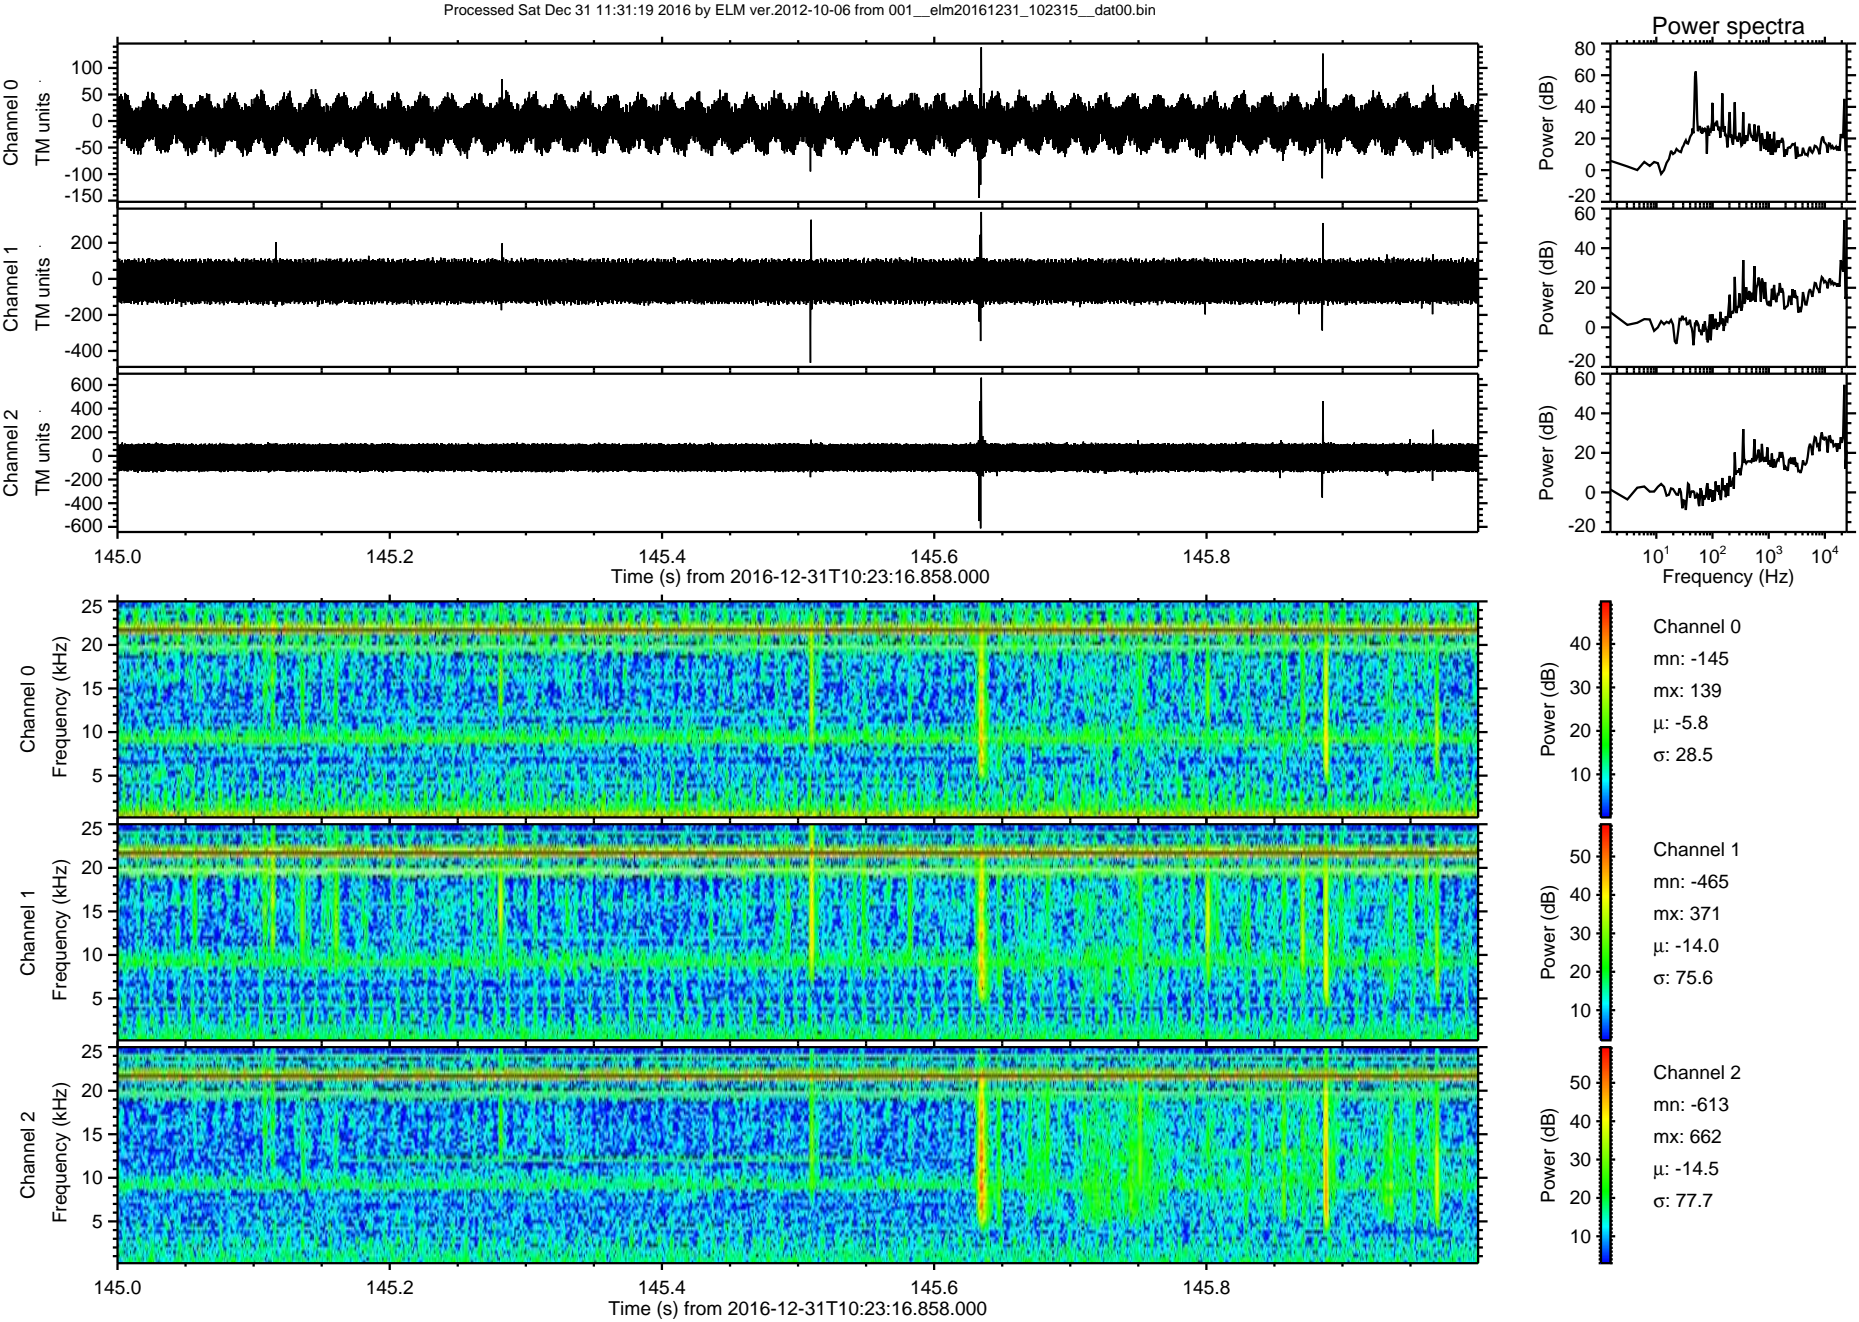 Processed Sat Dec 31 11:31:19 2016 by ELM ver.2012-10-06 from 001__elm20161231_102315__dat00.bin
Power spectra
Channel 0
TM units
100
50
0
-50
-100
-150
Power (dB)
80
60
40
20
0
-20
Channel 1
TM units
200
0
-200
-400
Power (dB)
60
40
20
0
-20
Channel 2
TM units
600
400
200
0
-200
-400
-600
Power (dB)
60
40
20
0
-20
145.0 145.2 145.4 145.6 145.8
Time (s) from 2016-12-31T10:23:16.858.000
10¹ 10² 10³ 10⁴
Frequency (Hz)
Channel 0
Frequency (kHz)
25
20
15
10
5
Power (dB)
40
30
20
10
Channel 0
mn: -145
mx: 139
μ: -5.8
σ: 28.5
Channel 1
Frequency (kHz)
25
20
15
10
5
Power (dB)
50
40
30
20
10
Channel 1
mn: -465
mx: 371
μ: -14.0
σ: 75.6
Channel 2
Frequency (kHz)
25
20
15
10
5
Power (dB)
50
40
30
20
10
Channel 2
mn: -613
mx: 662
μ: -14.5
σ: 77.7
145.0 145.2 145.4 145.6 145.8
Time (s) from 2016-12-31T10:23:16.858.000